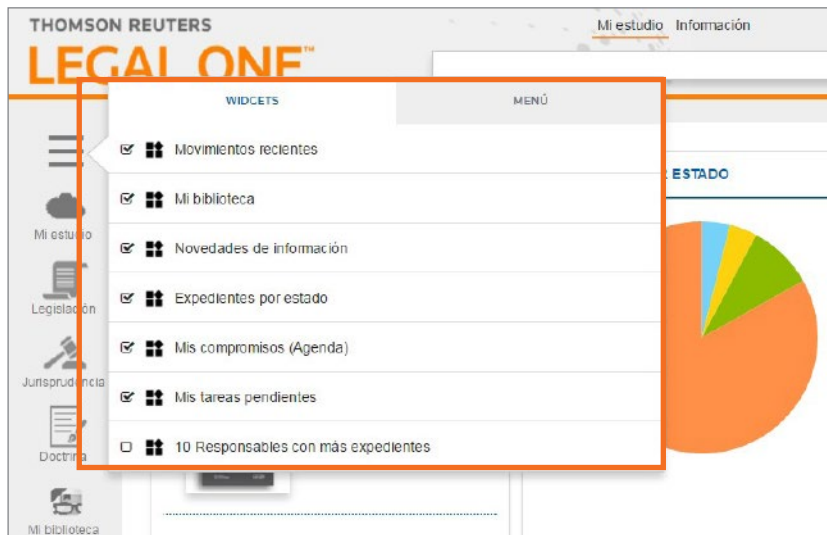 THOMSON REUTERS
LEGAL ONE™
Mi estudio Información
WIDGETS MENÚ
Movimientos recientes
Mi biblioteca
Novedades de información
Expedientes por estado
Mis compromisos (Agenda)
Mis tareas pendientes
10 Responsables con más expedientes
ESTADO
Mi estudio
Legislación
Jurisprudencia
Doctrina
Mi biblioteca